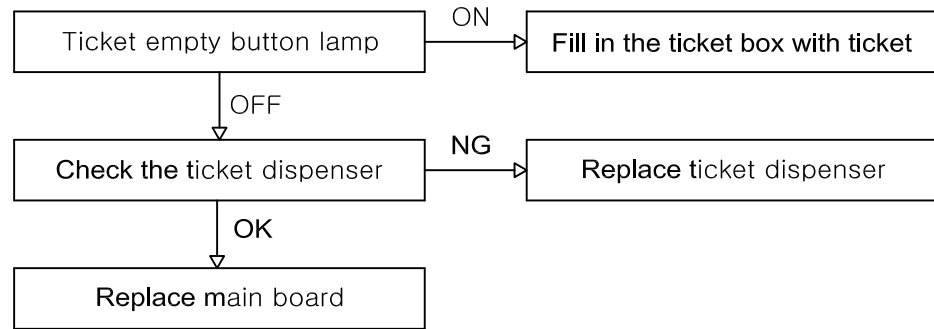 Ticket empty button lamp
ON
Fill in the ticket box with ticket
OFF
Check the ticket dispenser
NG
Replace ticket dispenser
OK
Replace main board